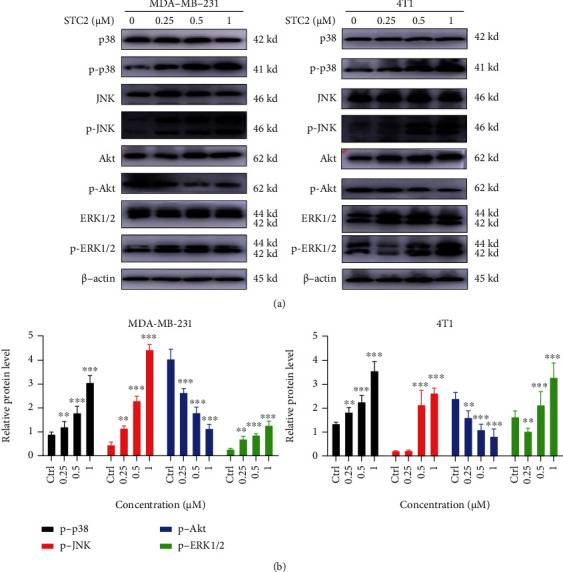 (a)
MDA–MB–231
STC2 (μM) 0 0.25 0.5 1
p38 42 kd
p–p38 41 kd
JNK 46 kd
p-JNK 46 kd
Akt 62 kd
p-Akt 62 kd
ERK1/2 44 kd
42 kd
p-ERK1/2 44 kd
42 kd
β–actin 45 kd
4T1
STC2 (μM) 0 0.25 0.5 1
p38 42 kd
p-p38 41 kd
JNK 46 kd
p-JNK 46 kd
Akt 62 kd
p-Akt 62 kd
ERK1/2 44 kd
42 kd
p-ERK1/2 44 kd
42 kd
β–actin 45 kd
(a)
MDA-MB-231
Relative protein level
5
4
3
2
1
0
** *** ***
** *** ***
** *** ***
** *** ***
Ctrl 0.25 0.5 1 Ctrl 0.25 0.5 1 Ctrl 0.25 0.5 1 Ctrl 0.25 0.5 1
Concentration (μM)
4T1
Relative protein level
5
4
3
2
1
0
** *** ***
*** ***
** *** ***
** *** ***
Ctrl 0.25 0.5 1 Ctrl 0.25 0.5 1 Ctrl 0.25 0.5 1 Ctrl 0.25 0.5 1
Concentration (μM)
p–p38
p–JNK
p–Akt
p–ERK1/2
(b)